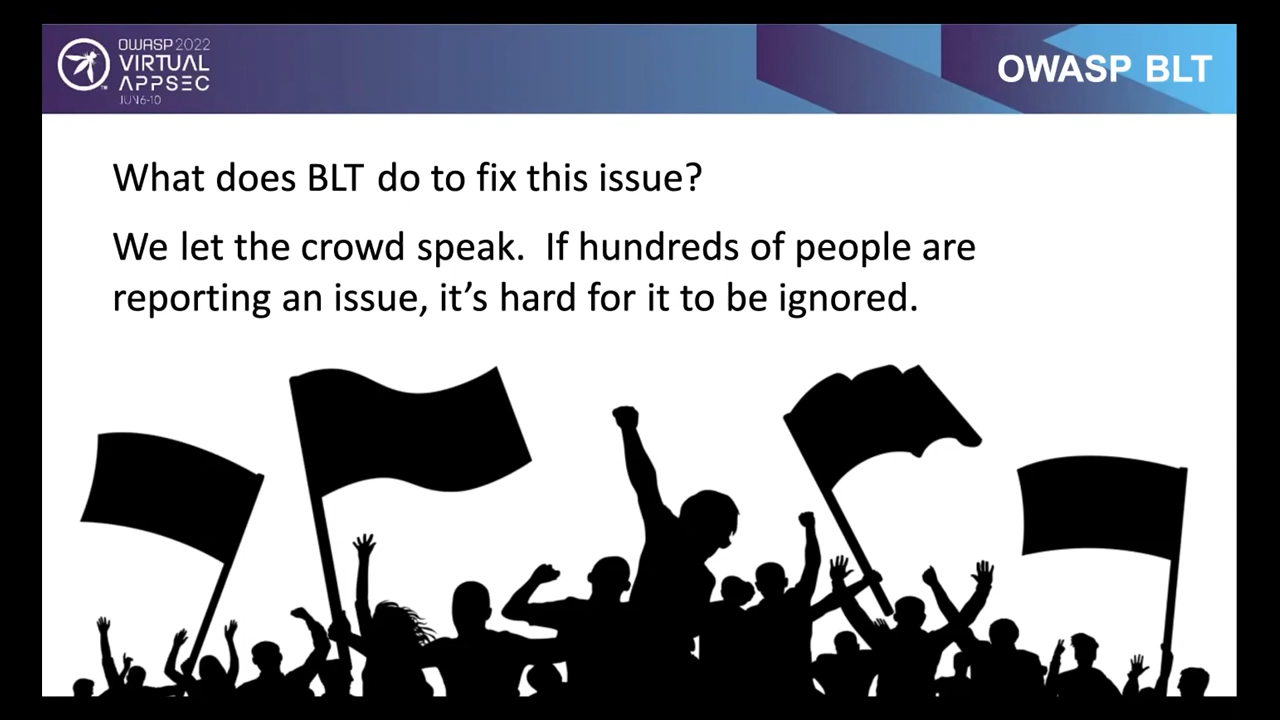 OWASP 2022
VIRTUAL
APPSEC
JUN 6-10
OWASP BLT
What does BLT do to fix this issue?
We let the crowd speak.  If hundreds of people are
reporting an issue, it’s hard for it to be ignored.